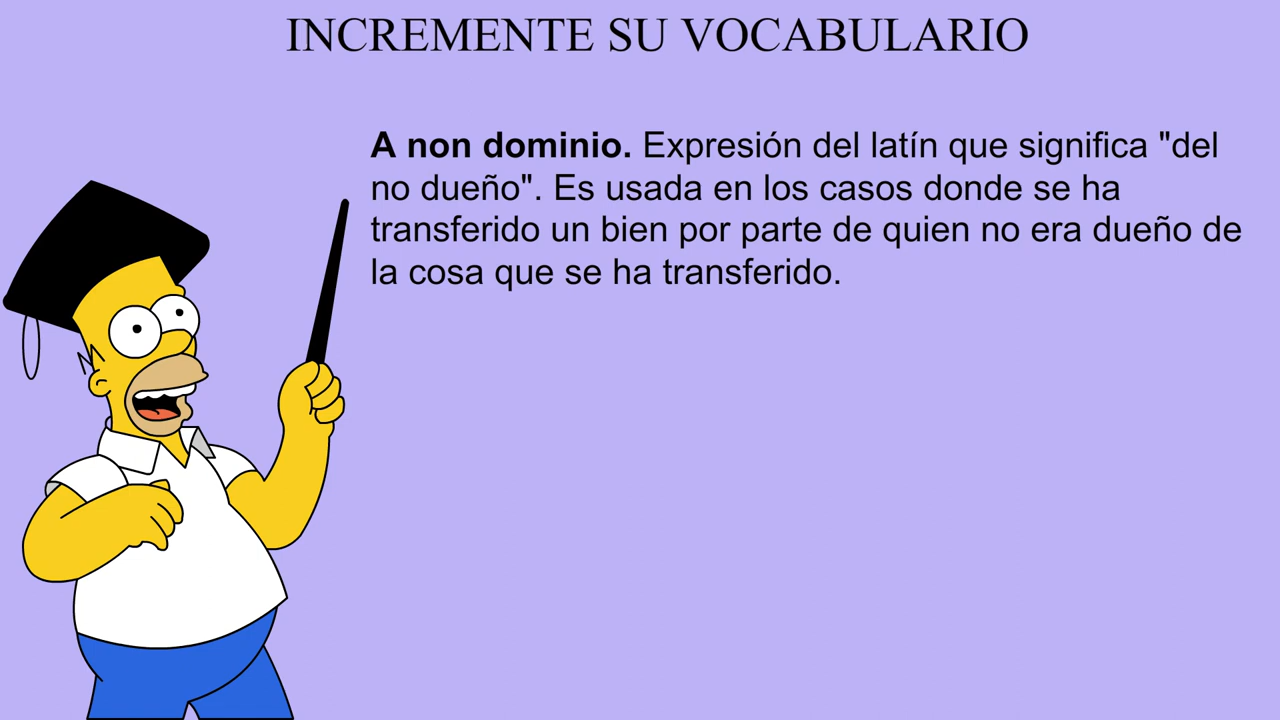 INCREMENTE SU VOCABULARIO
A non dominio. Expresión del latín que significa "del
no dueño". Es usada en los casos donde se ha
transferido un bien por parte de quien no era dueño de
la cosa que se ha transferido.